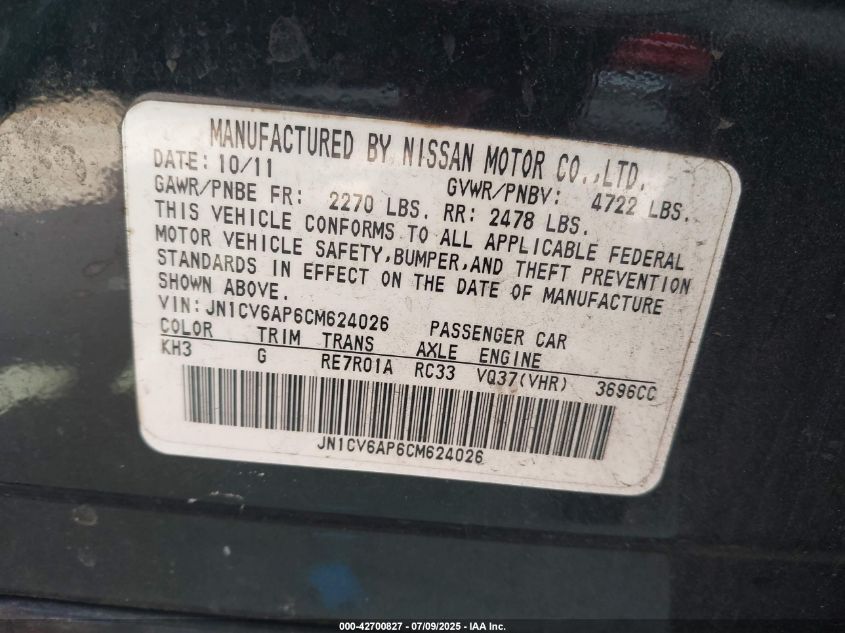 MANUFACTURED BY NISSAN MOTOR CO.,LTD.
DATE: 10/11 GVWR/PNBV: 4722 LBS.
GAWR/PNBE FR: 2270 LBS. RR: 2478 LBS.
THIS VEHICLE CONFORMS TO ALL APPLICABLE FEDERAL
MOTOR VEHICLE SAFETY,BUMPER,AND THEFT PREVENTION
STANDARDS IN EFFECT ON THE DATE OF MANUFACTURE
SHOWN ABOVE.
VIN: JN1CV6AP6CM624026 PASSENGER CAR
COLOR TRIM TRANS AXLE ENGINE
KH3 G RE7R01A RC33 VQ37(VHR) 3696CC
JN1CV6AP6CM624026
000-42700827 - 07/09/2025 - IAA Inc.